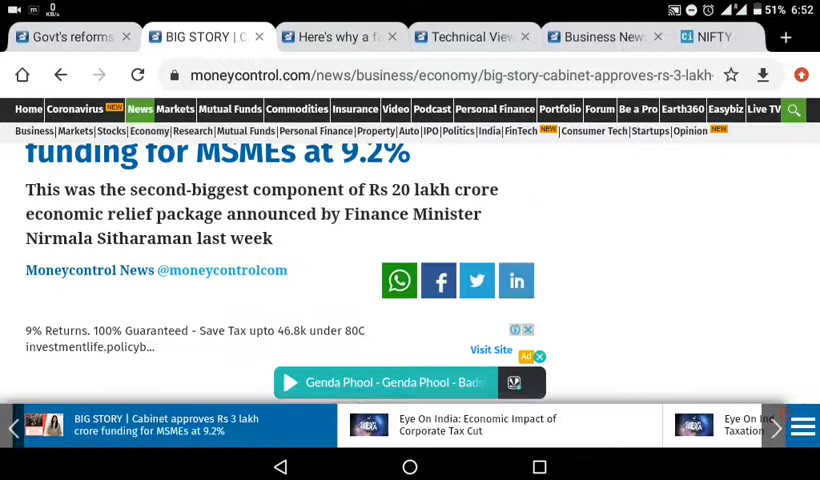 0
KB/s
51% 6:52
Govt's reforms
BIG STORY | C
Here's why a fa
Technical View
Business News
NIFTY
moneycontrol.com/news/business/economy/big-story-cabinet-approves-rs-3-lakh-
Home Coronavirus NEW News Markets Mutual Funds Commodities Insurance Video Podcast Personal Finance Portfolio Forum Be a Pro Earth360 Easybiz Live TV
Business| Markets| Stocks| Economy| Research| Mutual Funds| Personal Finance| Property| Auto| IPO| Politics| India| FinTech NEW | Consumer Tech| Startups| Opinion NEW
funding for MSMEs at 9.2%
This was the second-biggest component of Rs 20 lakh crore
economic relief package announced by Finance Minister
Nirmala Sitharaman last week
Moneycontrol News @moneycontrolcom
9% Returns. 100% Guaranteed - Save Tax upto 46.8k under 80C
investmentlife.policyb...
Visit Site
Ad
Genda Phool - Genda Phool - Bads
BIG STORY | Cabinet approves Rs 3 lakh
crore funding for MSMEs at 9.2%
Eye On India: Economic Impact of
Corporate Tax Cut
Eye On Ind
Taxation